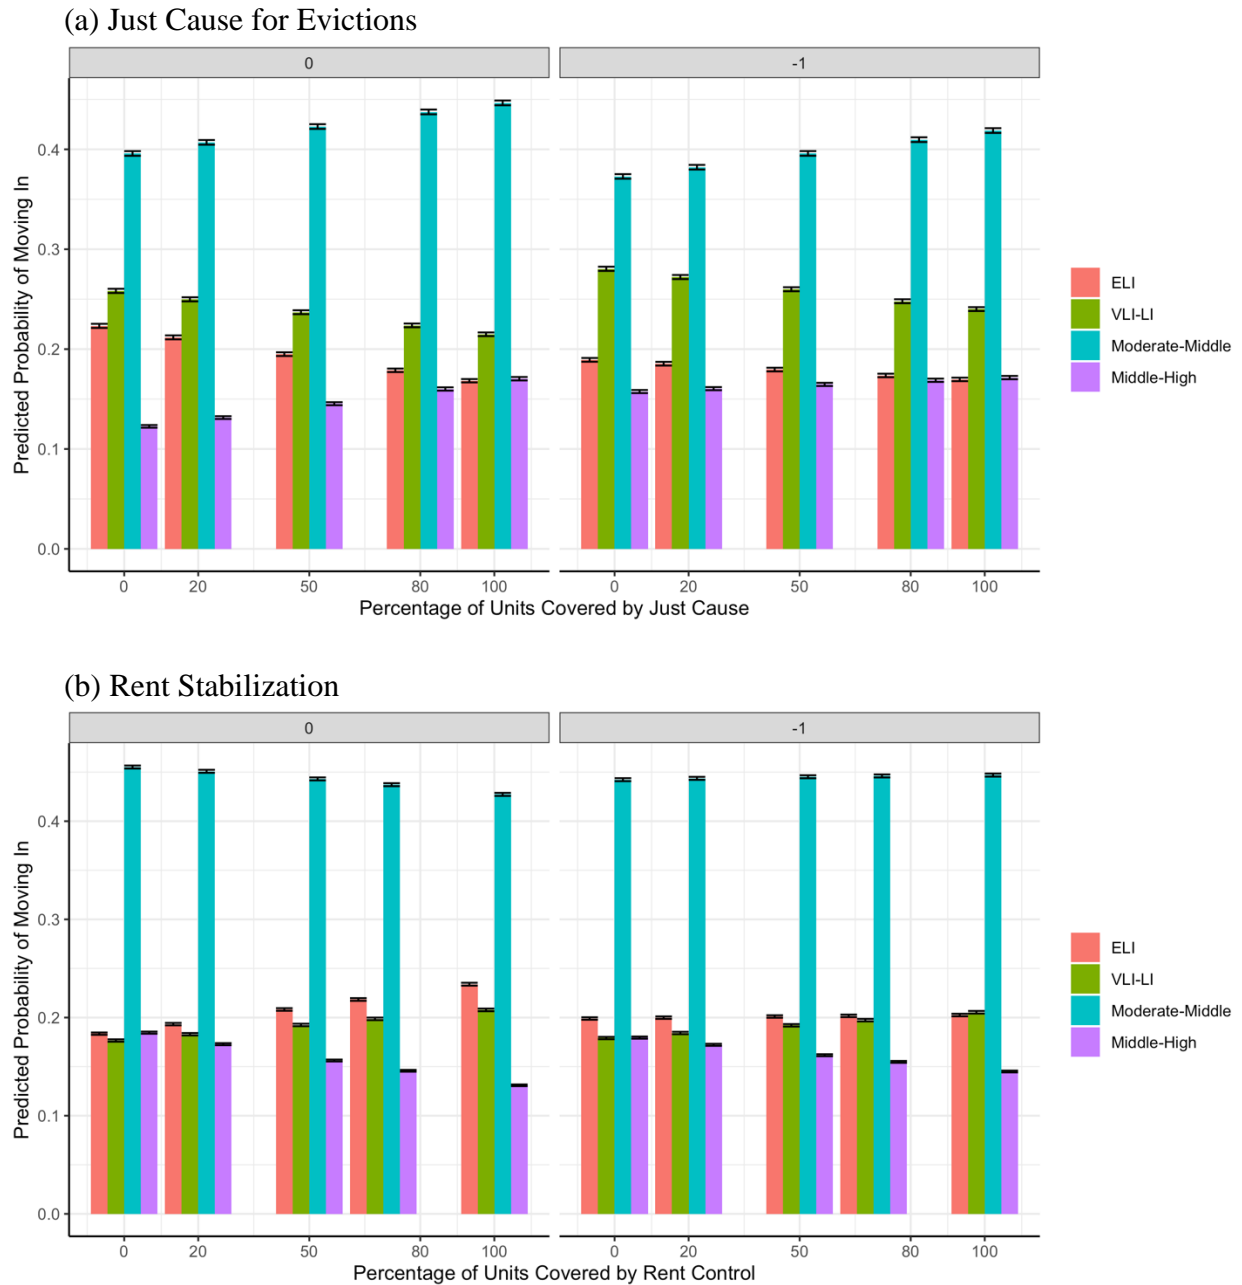 (a) Just Cause for Evictions
0
-1
Predicted Probability of Moving In
0.4
0.3
0.2
0.1
0.0
0 20 50 80 100
0 20 50 80 100
Percentage of Units Covered by Just Cause
ELI
VLI-LI
Moderate-Middle
Middle-High
(b) Rent Stabilization
0
-1
Predicted Probability of Moving In
0.4
0.3
0.2
0.1
0.0
0 20 50 80 100
0 20 50 80 100
Percentage of Units Covered by Rent Control
ELI
VLI-LI
Moderate-Middle
Middle-High